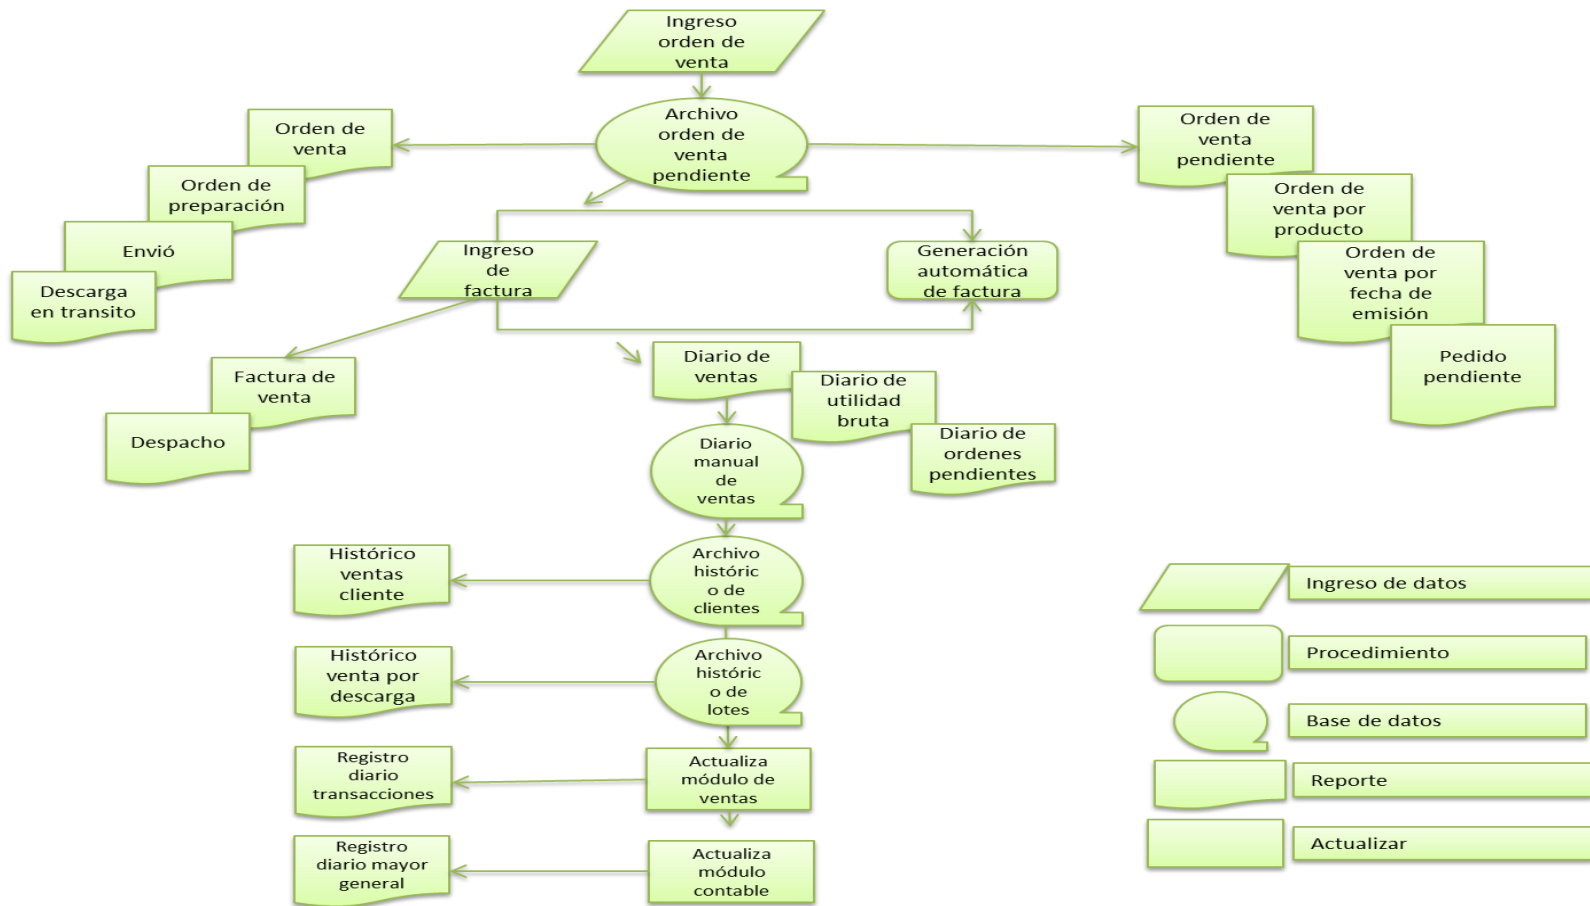 Ingreso
orden de
venta
Archivo
orden de
venta
pendiente
Orden de
venta
Orden de
preparación
Envió
Descarga
en transito
Orden de
venta
pendiente
Orden de
venta por
producto
Orden de
venta por
fecha de
emisión
Pedido
pendiente
Ingreso
de
factura
Generación
automática
de factura
Factura de
venta
Despacho
Diario de
ventas
Diario de
utilidad
bruta
Diario de
ordenes
pendientes
Diario
manual
de
ventas
Archivo
históric
o de
clientes
Histórico
ventas
cliente
Archivo
históric
o de
lotes
Histórico
venta por
descarga
Actualiza
módulo de
ventas
Registro
diario
transacciones
Actualiza
módulo
contable
Registro
diario mayor
general
Ingreso de datos
Procedimiento
Base de datos
Reporte
Actualizar